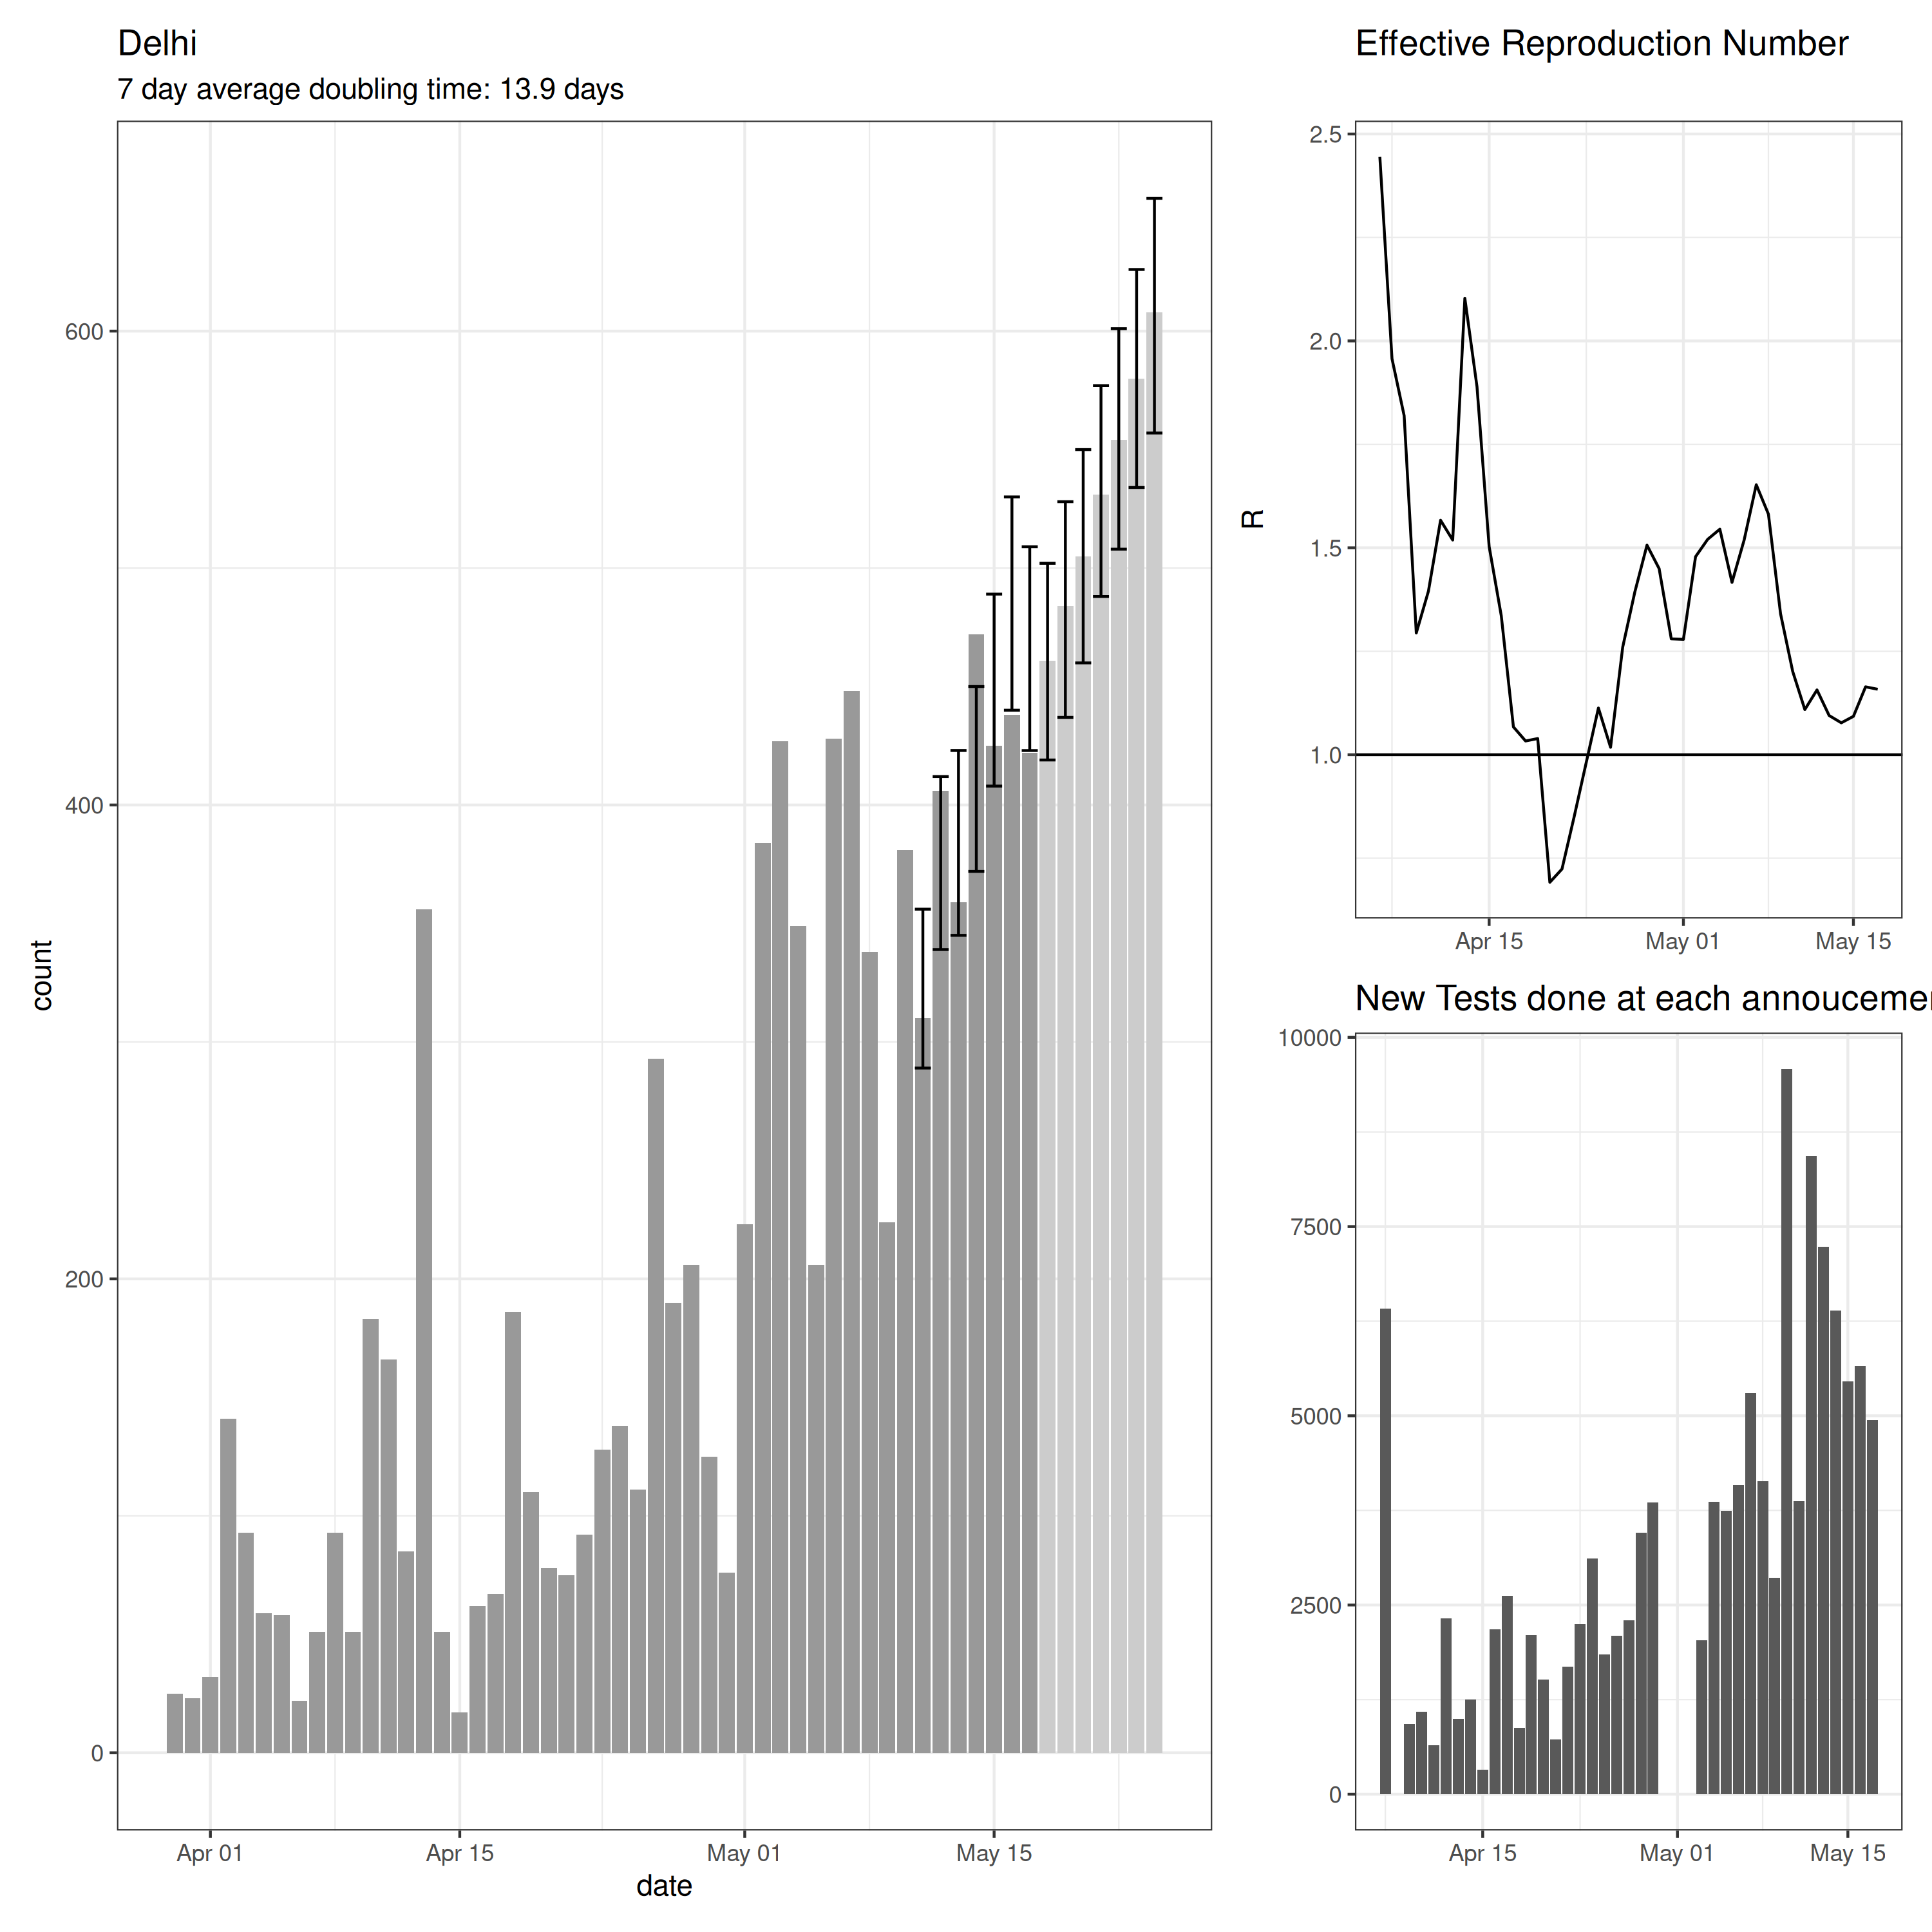 Delhi
7 day average doubling time: 13.9 days
count
600
400
200
0
Apr 01
Apr 15
May 01
May 15
date
Effective Reproduction Number
R
2.5
2.0
1.5
1.0
Apr 15
May 01
May 15
New Tests done at each
10000
7500
5000
2500
0
Apr 15
May 01
May 15